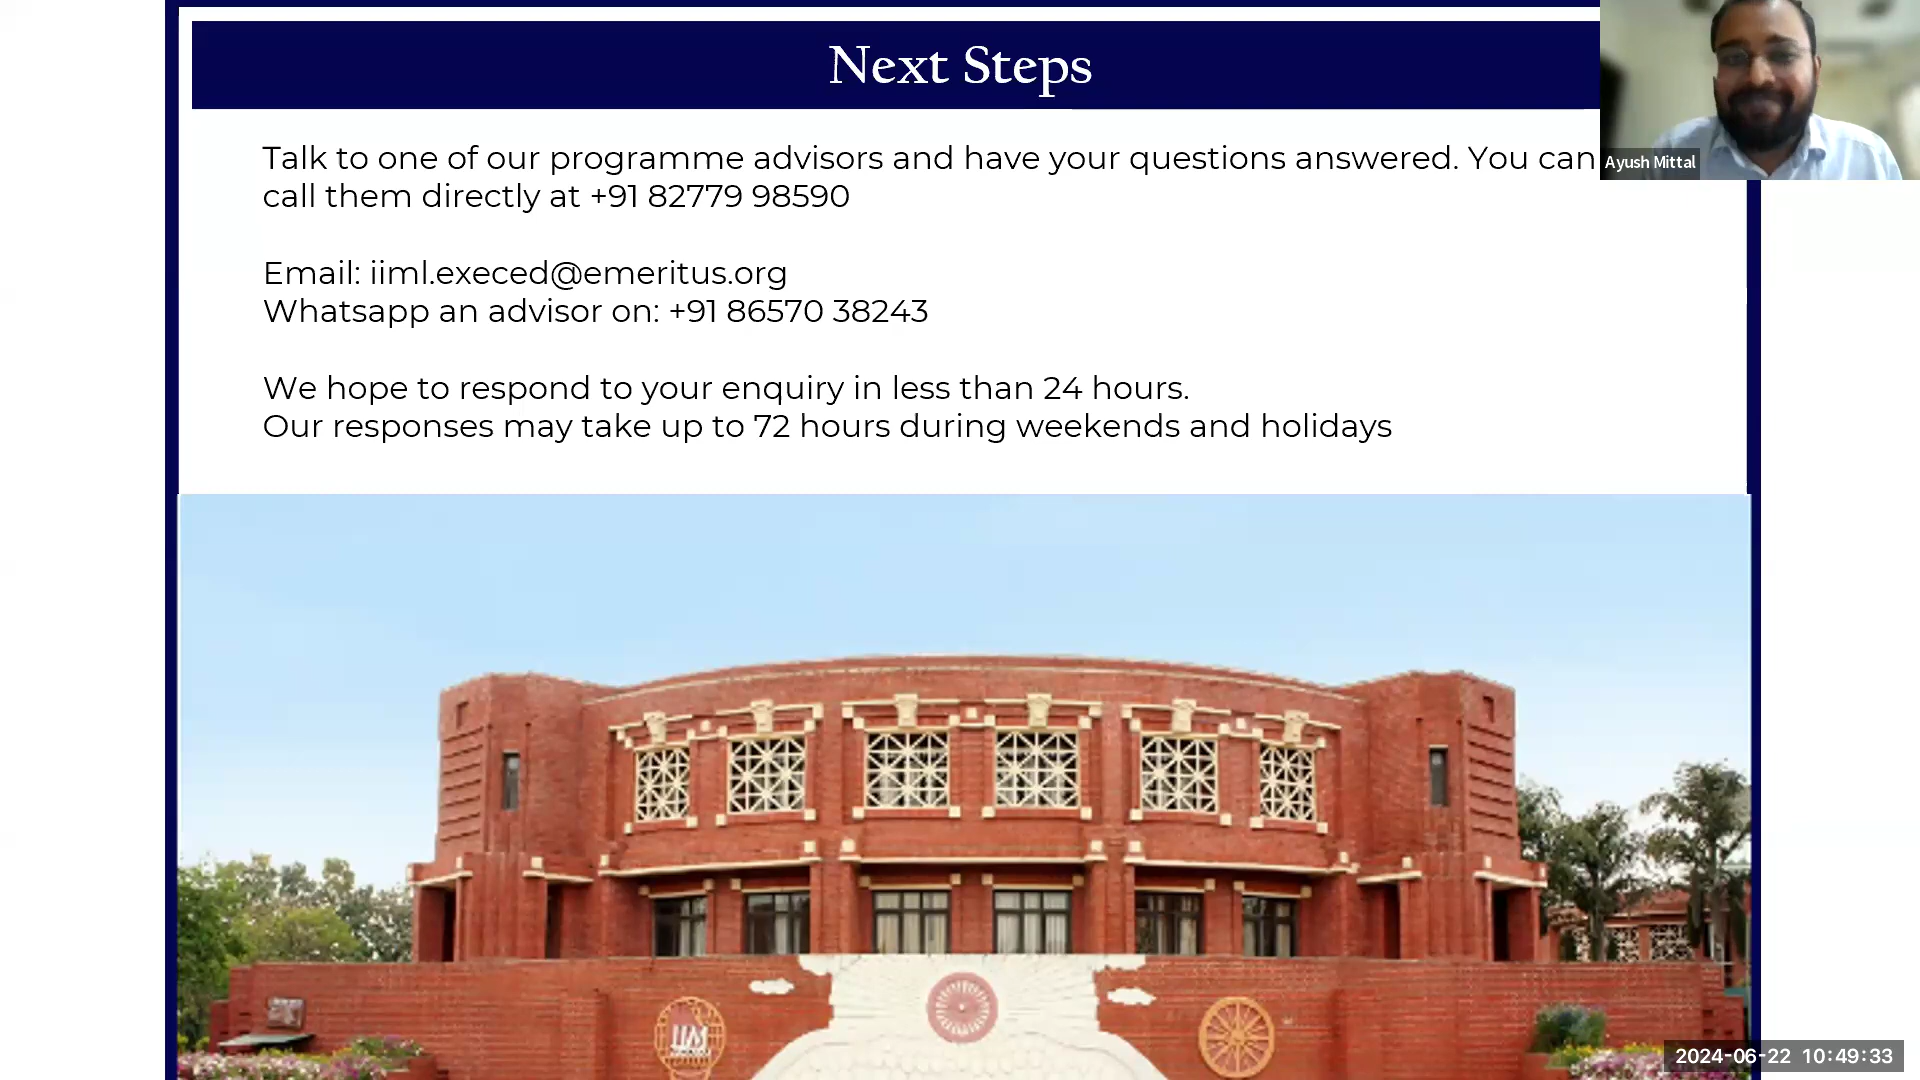 Next Steps
Talk to one of our programme advisors and have your questions answered. You can
call them directly at +91 82779 98590
Email: iiml.execed@emeritus.org
Whatsapp an advisor on: +91 86570 38243
We hope to respond to your enquiry in less than 24 hours.
Our responses may take up to 72 hours during weekends and holidays
Ayush Mittal
IIM
2024-06-22 10:49:33